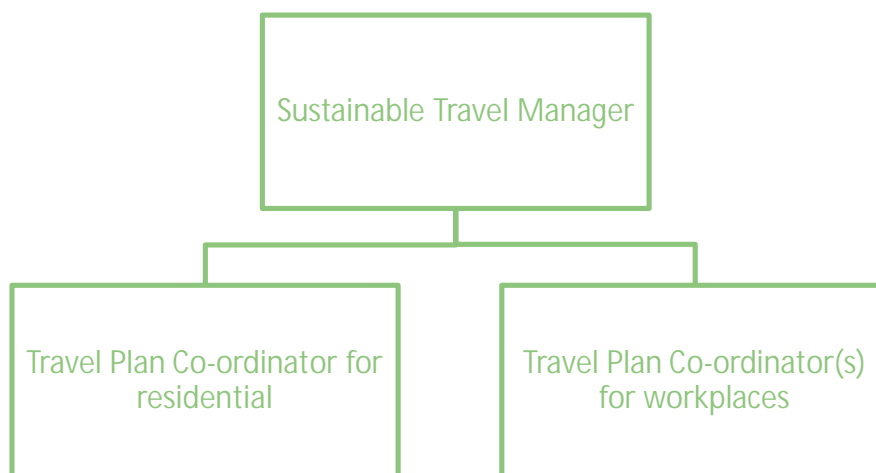 Sustainable Travel Manager
Travel Plan Co-ordinator for
residential
Travel Plan Co-ordinator(s)
for workplaces